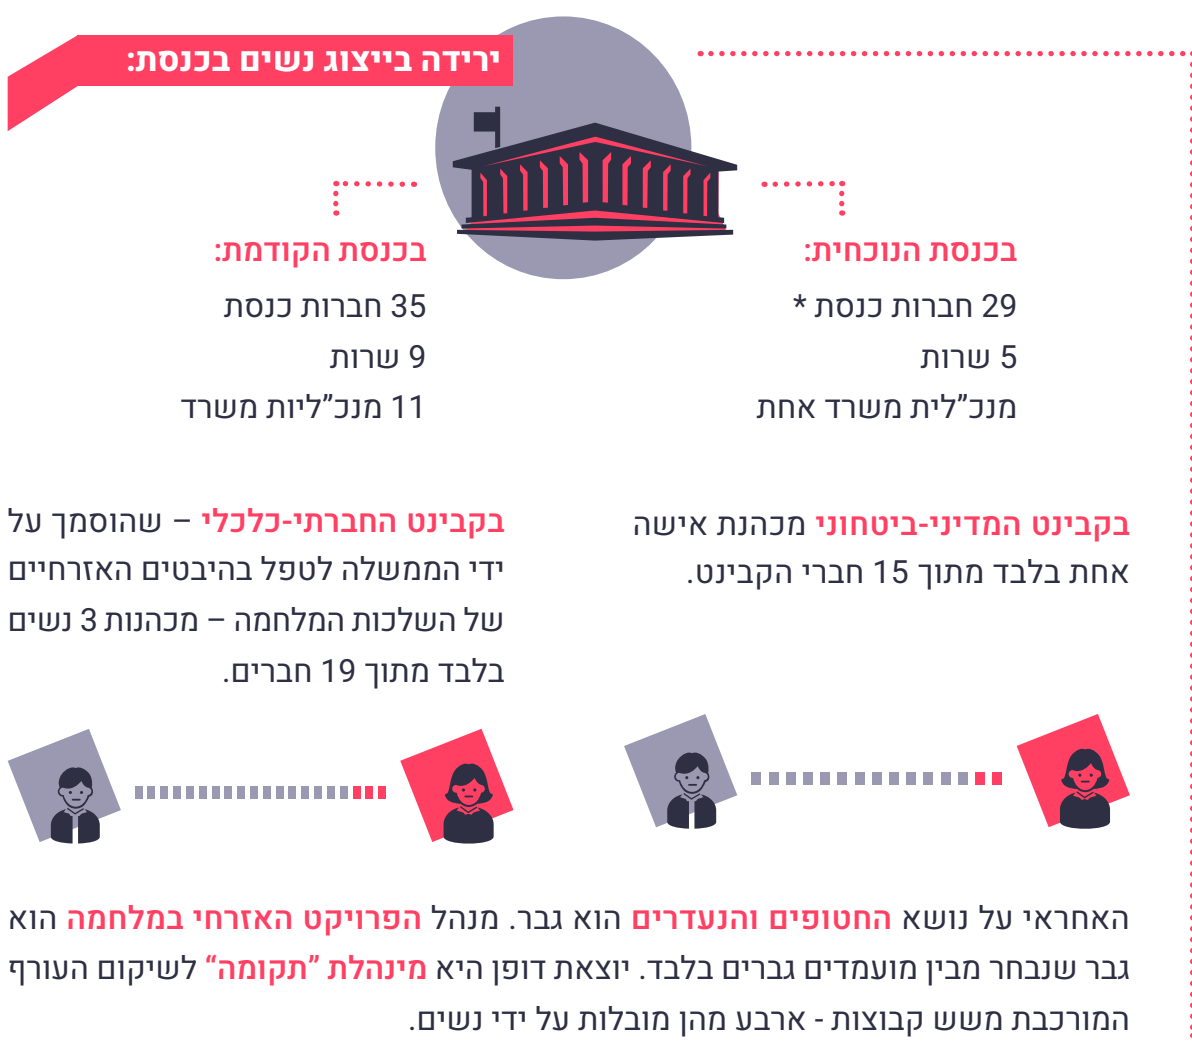 ירידה בייצוג נשים בכנסת:
בכנסת הנוכחית:
29 חברות כנסת *
5 שרות
מנכ”לית משרד אחת
בכנסת הקודמת:
35 חברות כנסת
9 שרות
11 מנכ”ליות משרד
בקבינט המדיני-ביטחוני מכהנת אישה
אחת בלבד מתוך 15 חברי הקבינט.
בקבינט החברתי-כלכלי – שהוסמך על
ידי הממשלה לטפל בהיבטים האזרחיים
של השלכות המלחמה – מכהנות 3 נשים
בלבד מתוך 19 חברים.
האחראי על נושא החטופים והנעדרים הוא גבר. מנהל הפרויקט האזרחי במלחמה הוא
גבר שנבחר מבין מועמדים גברים בלבד. יוצאת דופן היא מינהלת ”תקומה“ לשיקום העורף
המורכבת משש קבוצות - ארבע מהן מובלות על ידי נשים.